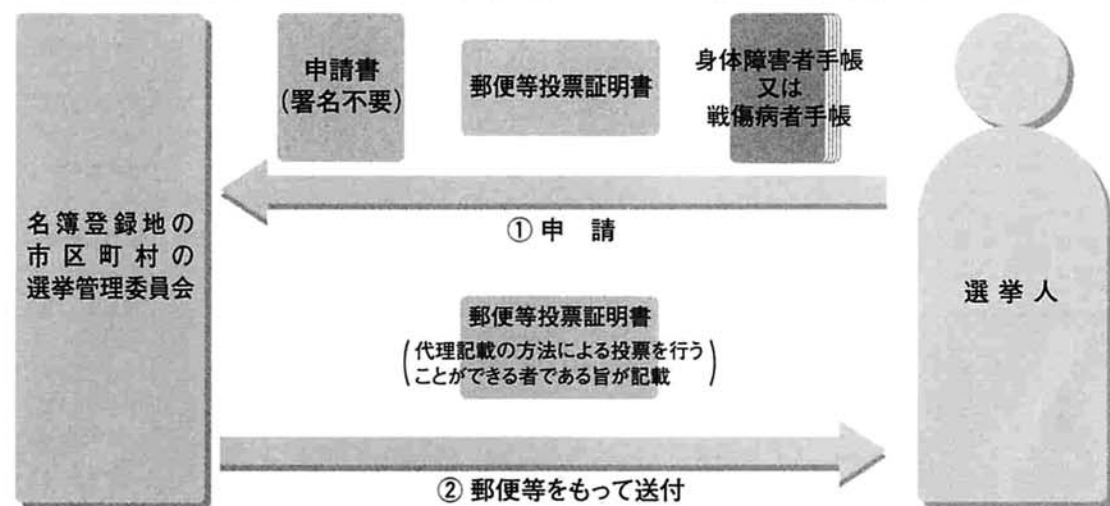 申請書
(署名不要)
郵便等投票証明書
身体障害者手帳
又は
戦傷病者手帳
① 申 請
名簿登録地の
市区町村の
選挙管理委員会
選挙人
郵便等投票証明書
(代理記載の方法による投票を行う
ことができる者である旨が記載)
② 郵便等をもって送付